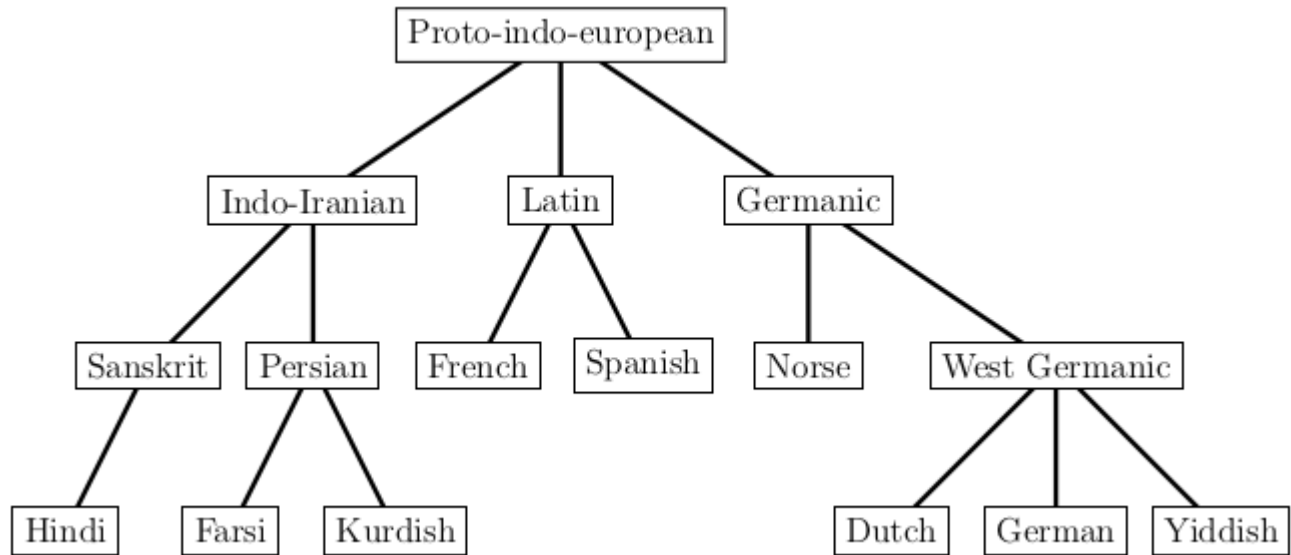 Proto-indo-european
Indo-Iranian
Latin
Germanic
Sanskrit
Persian
French
Spanish
Norse
West Germanic
Hindi
Farsi
Kurdish
Dutch
German
Yiddish